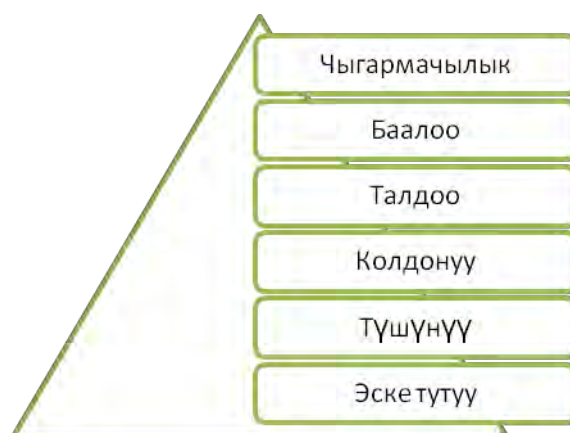 Чыгармачылык
Баалоо
Талдоо
Колдонуу
Түшүнүү
Эске тутуу